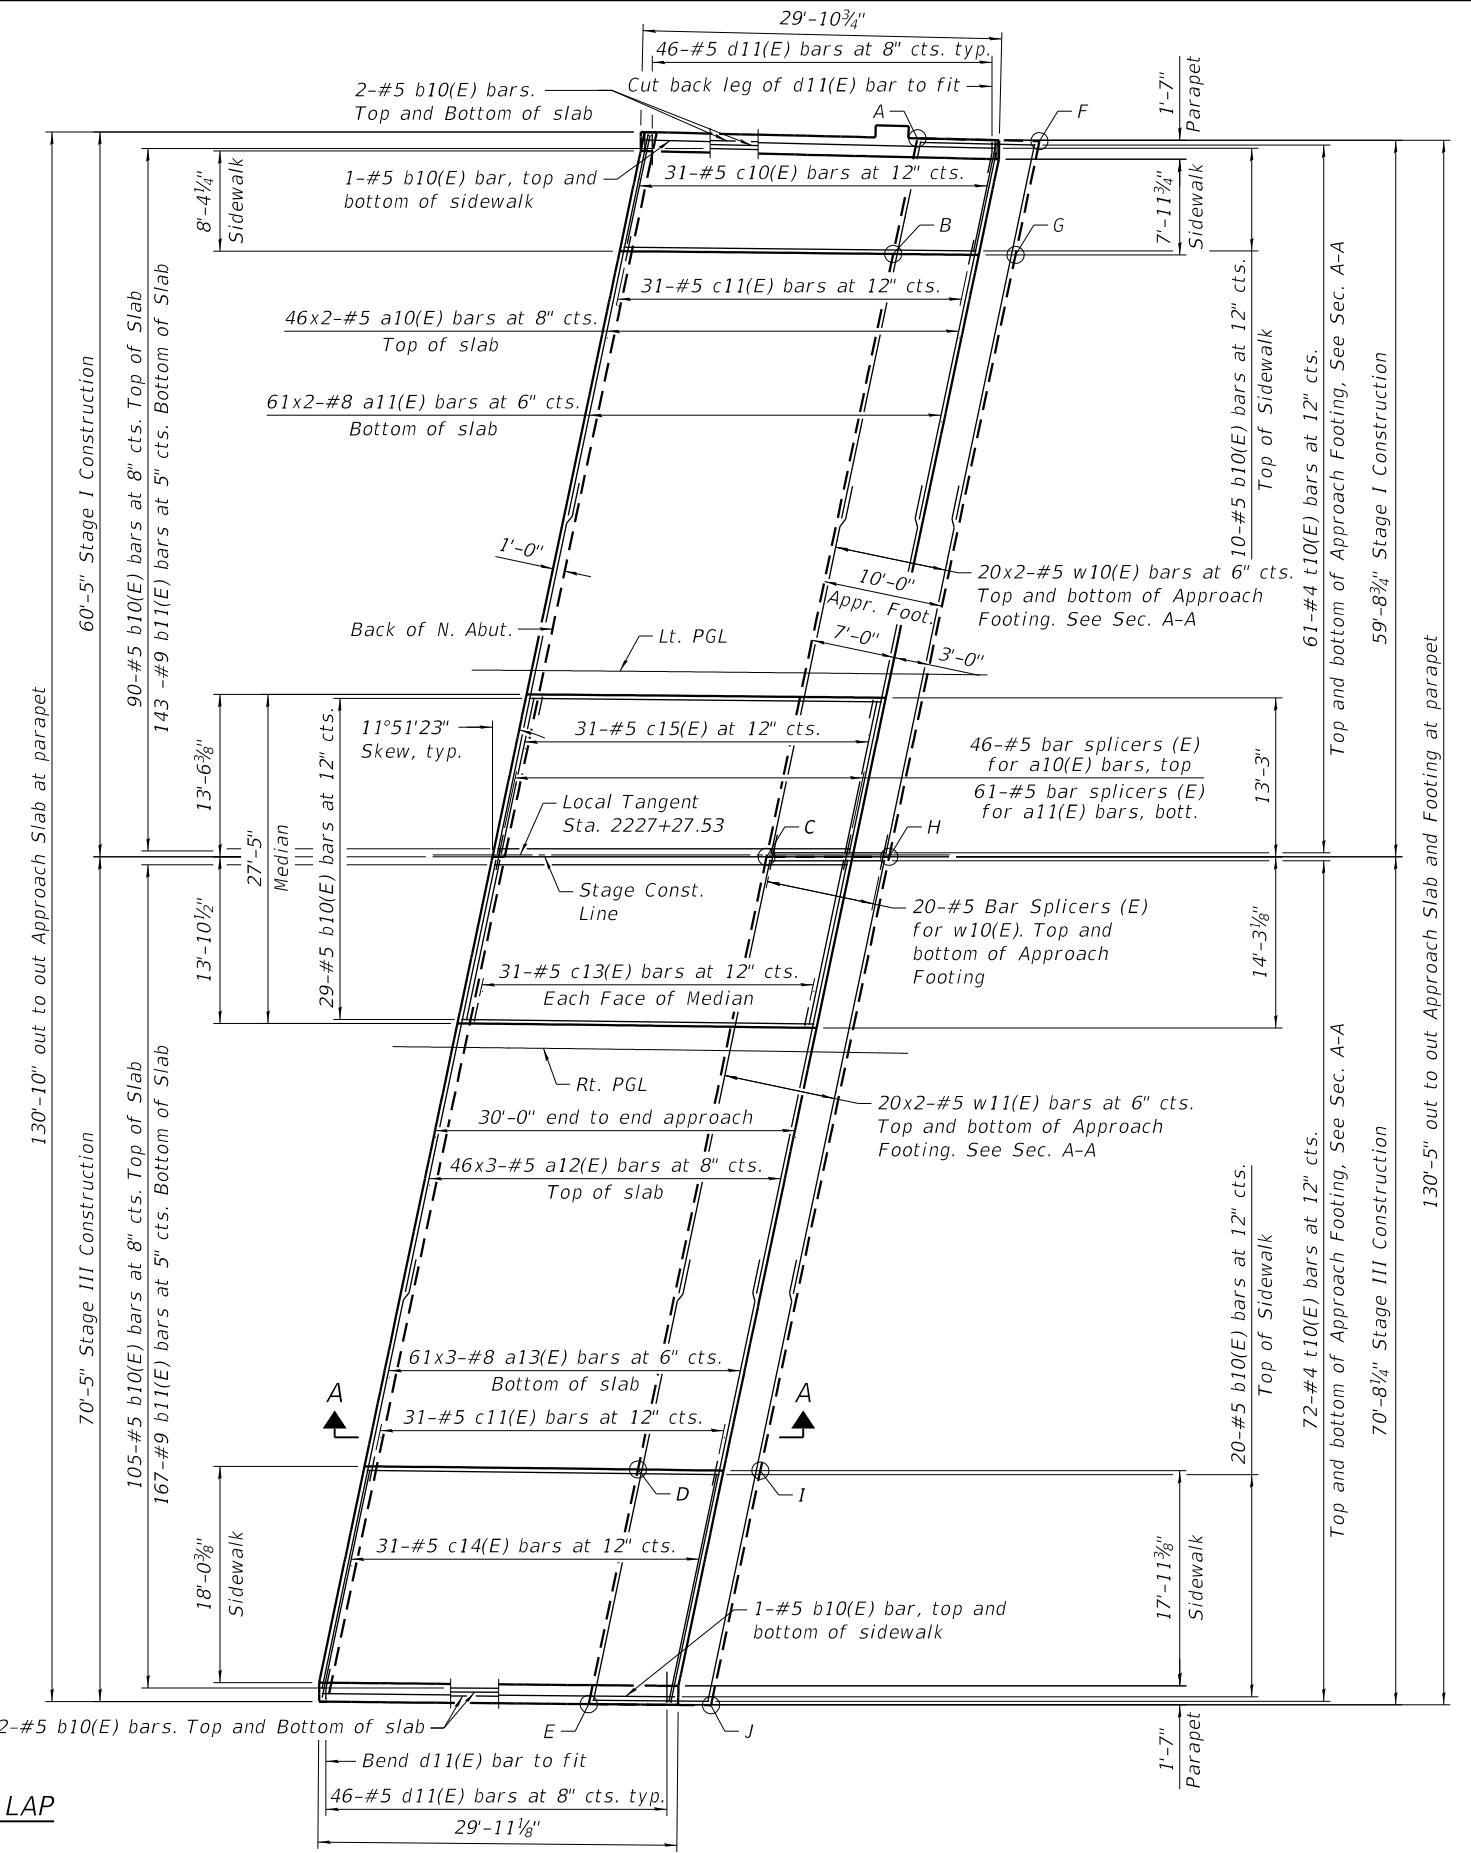 29'-10¾"
46-#5 d11(E) bars at 8" cts. typ.
Cut back leg of d11(E) bar to fit
2-#5 b10(E) bars.
Top and Bottom of slab
A
F
1'-7"
Parapet
1-#5 b10(E) bar, top and
bottom of sidewalk
31-#5 c10(E) bars at 12" cts.
8'-4¼"
Sidewalk
7'-11¾"
Sidewalk
B
G
31-#5 c11(E) bars at 12" cts.
46x2-#5 a10(E) bars at 8" cts.
Top of slab
61x2-#8 a11(E) bars at 6" cts.
Bottom of slab
130'-10" out to out Approach Slab at parapet
60'-5" Stage I Construction
90-#5 b10(E) bars at 8" cts. Top of Slab
143 -#9 b11(E) bars at 5" cts. Bottom of Slab
10-#5 b10(E) bars at 12" cts.
Top of Sidewalk
61-#4 t10(E) bars at 12" cts.
Top and bottom of Approach Footing, See Sec. A-A
59'-8¾" Stage I Construction
130'-5" out to out Approach Slab and Footing at parapet
1'-0"
10'-0"
Appr. Foot.
20x2-#5 w10(E) bars at 6" cts.
Top and bottom of Approach
Footing. See Sec. A-A
Back of N. Abut.
Lt. PGL
7'-0"
3'-0"
11°51'23"
Skew, typ.
31-#5 c15(E) at 12" cts.
46-#5 bar splicers (E)
for a10(E) bars, top
61-#5 bar splicers (E)
for a11(E) bars, bott.
13'-6⅜"
27'-5"
Median
13'-10½"
29-#5 b10(E) bars at 12" cts.
13'-3"
14'-3⅛"
Local Tangent
Sta. 2227+27.53
C
H
Stage Const.
Line
20-#5 Bar Splicers (E)
for w10(E). Top and
bottom of Approach
Footing
31-#5 c13(E) bars at 12" cts.
Each Face of Median
Rt. PGL
30'-0" end to end approach
20x2-#5 w11(E) bars at 6" cts.
Top and bottom of Approach
Footing. See Sec. A-A
46x3-#5 a12(E) bars at 8" cts.
Top of slab
70'-5" Stage III Construction
105-#5 b10(E) bars at 8" cts. Top of Slab
167-#9 b11(E) bars at 5" cts. Bottom of Slab
20-#5 b10(E) bars at 12" cts.
Top of Sidewalk
72-#4 t10(E) bars at 12" cts.
Top and bottom of Approach Footing, See Sec. A-A
70'-8¼" Stage III Construction
61x3-#8 a13(E) bars at 6" cts.
Bottom of slab
A
A
31-#5 c11(E) bars at 12" cts.
D
I
31-#5 c14(E) bars at 12" cts.
18'-0⅜"
Sidewalk
17'-11⅜"
Sidewalk
1-#5 b10(E) bar, top and
bottom of sidewalk
2-#5 b10(E) bars. Top and Bottom of slab
E
J
1'-7"
Parapet
Bend d11(E) bar to fit
46-#5 d11(E) bars at 8" cts. typ.
29'-11⅛"
LAP